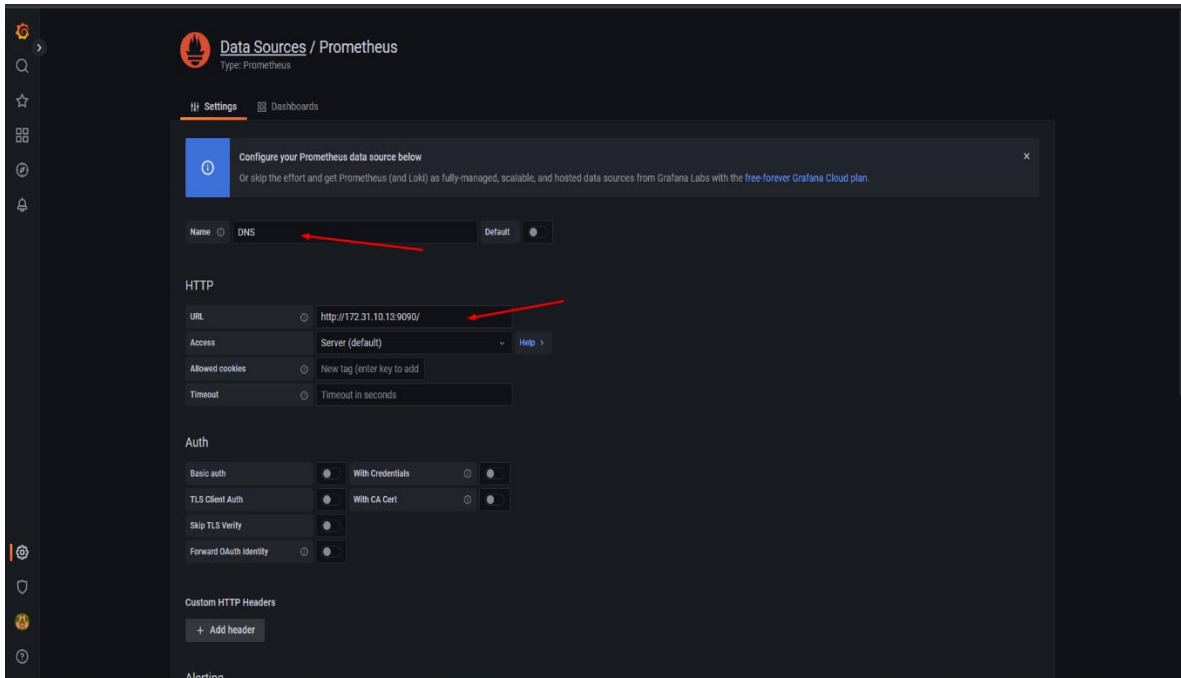 Data Sources / Prometheus
Type: Prometheus
Settings Dashboards
Configure your Prometheus data source below
Or skip the effort and get Prometheus (and Loki) as fully-managed, scalable, and hosted data sources from Grafana Labs with the free-forever Grafana Cloud plan.
Name DNS Default
HTTP
URL http://172.31.10.13:9090/
Access Server (default) Help >
Allowed cookies New tag (enter key to add
Timeout Timeout in seconds
Auth
Basic auth With Credentials
TLS Client Auth With CA Cert
Skip TLS Verify
Forward OAuth Identity
Custom HTTP Headers
+ Add header
Alerting